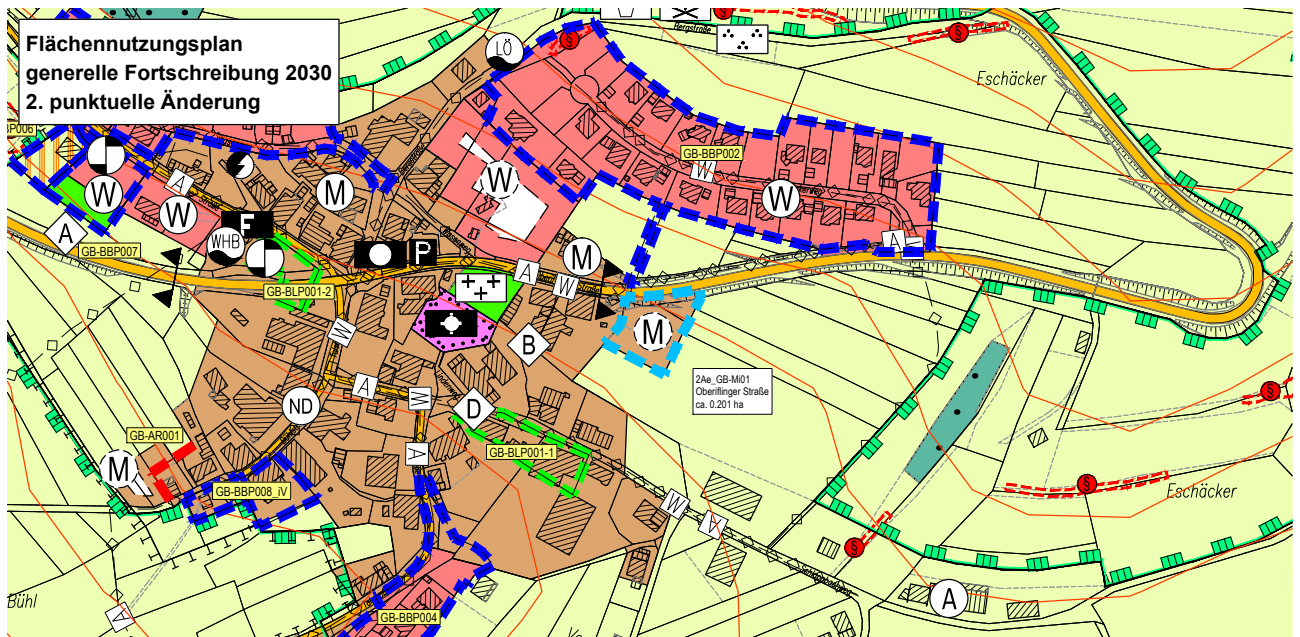 Flächennutzungsplan
generelle Fortschreibung 2030
2. punktuelle Änderung
LÖ
§
§
Eschäcker
GB-BBP002
W
W
W
M
A
W
W
A
GB-BBP007
F
WHB
P
M
A
W
A
GB-BLP001-2
M
B
2Ae_GB-Mi01
Oberiflinger Straße
ca. 0.201 ha
W
A
W
ND
D
A
GB-AR001
M
GB-BLP001-1
GB-BBP008_iV
§
§
Eschäcker
§
W
A
A
Bühl
A
GB-BBP004